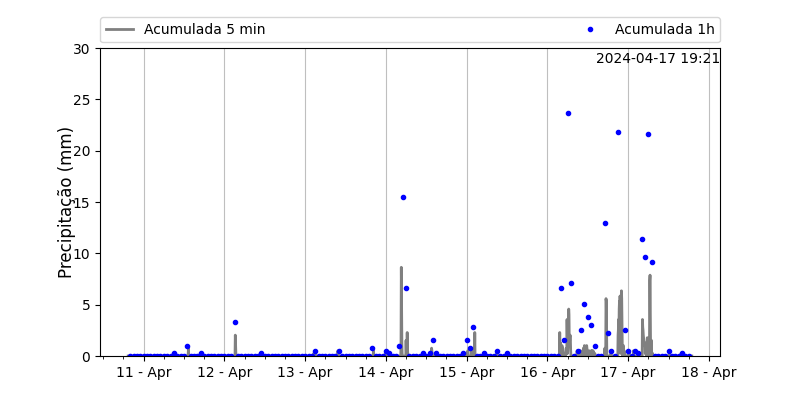 Acumulada 5 min
Acumulada 1h
2024-04-17 19:21
Precipitação (mm)
30
25
20
15
10
5
0
11 - Apr 12 - Apr 13 - Apr 14 - Apr 15 - Apr 16 - Apr 17 - Apr 18 - Apr